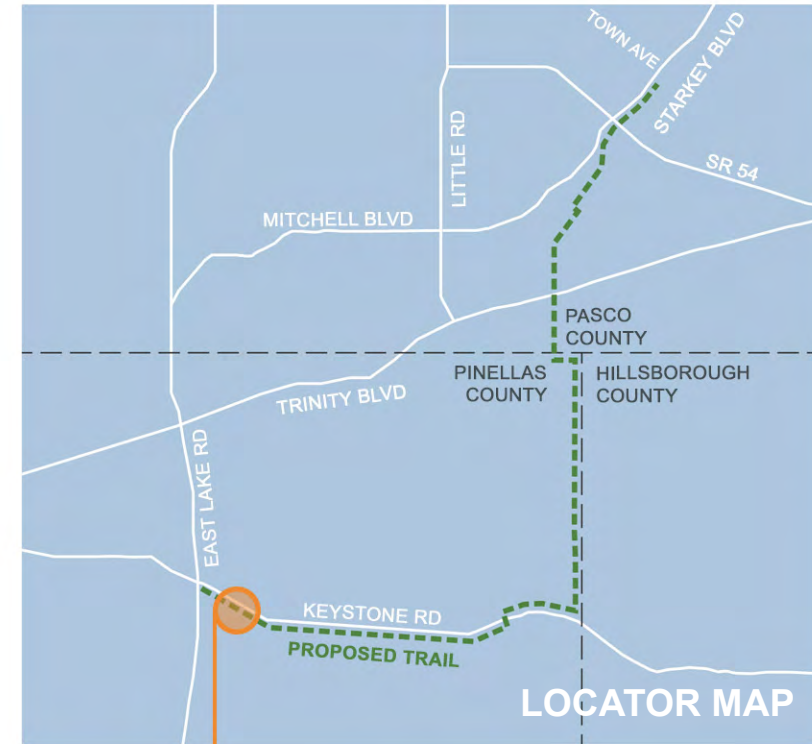 TOWN AVE
STARKEY BLVD
LITTLE RD
SR 54
MITCHELL BLVD
PASCO
COUNTY
PINELLAS
COUNTY
HILLSBOROUGH
COUNTY
TRINITY BLVD
EAST LAKE RD
KEYSTONE RD
PROPOSED TRAIL
LOCATOR MAP